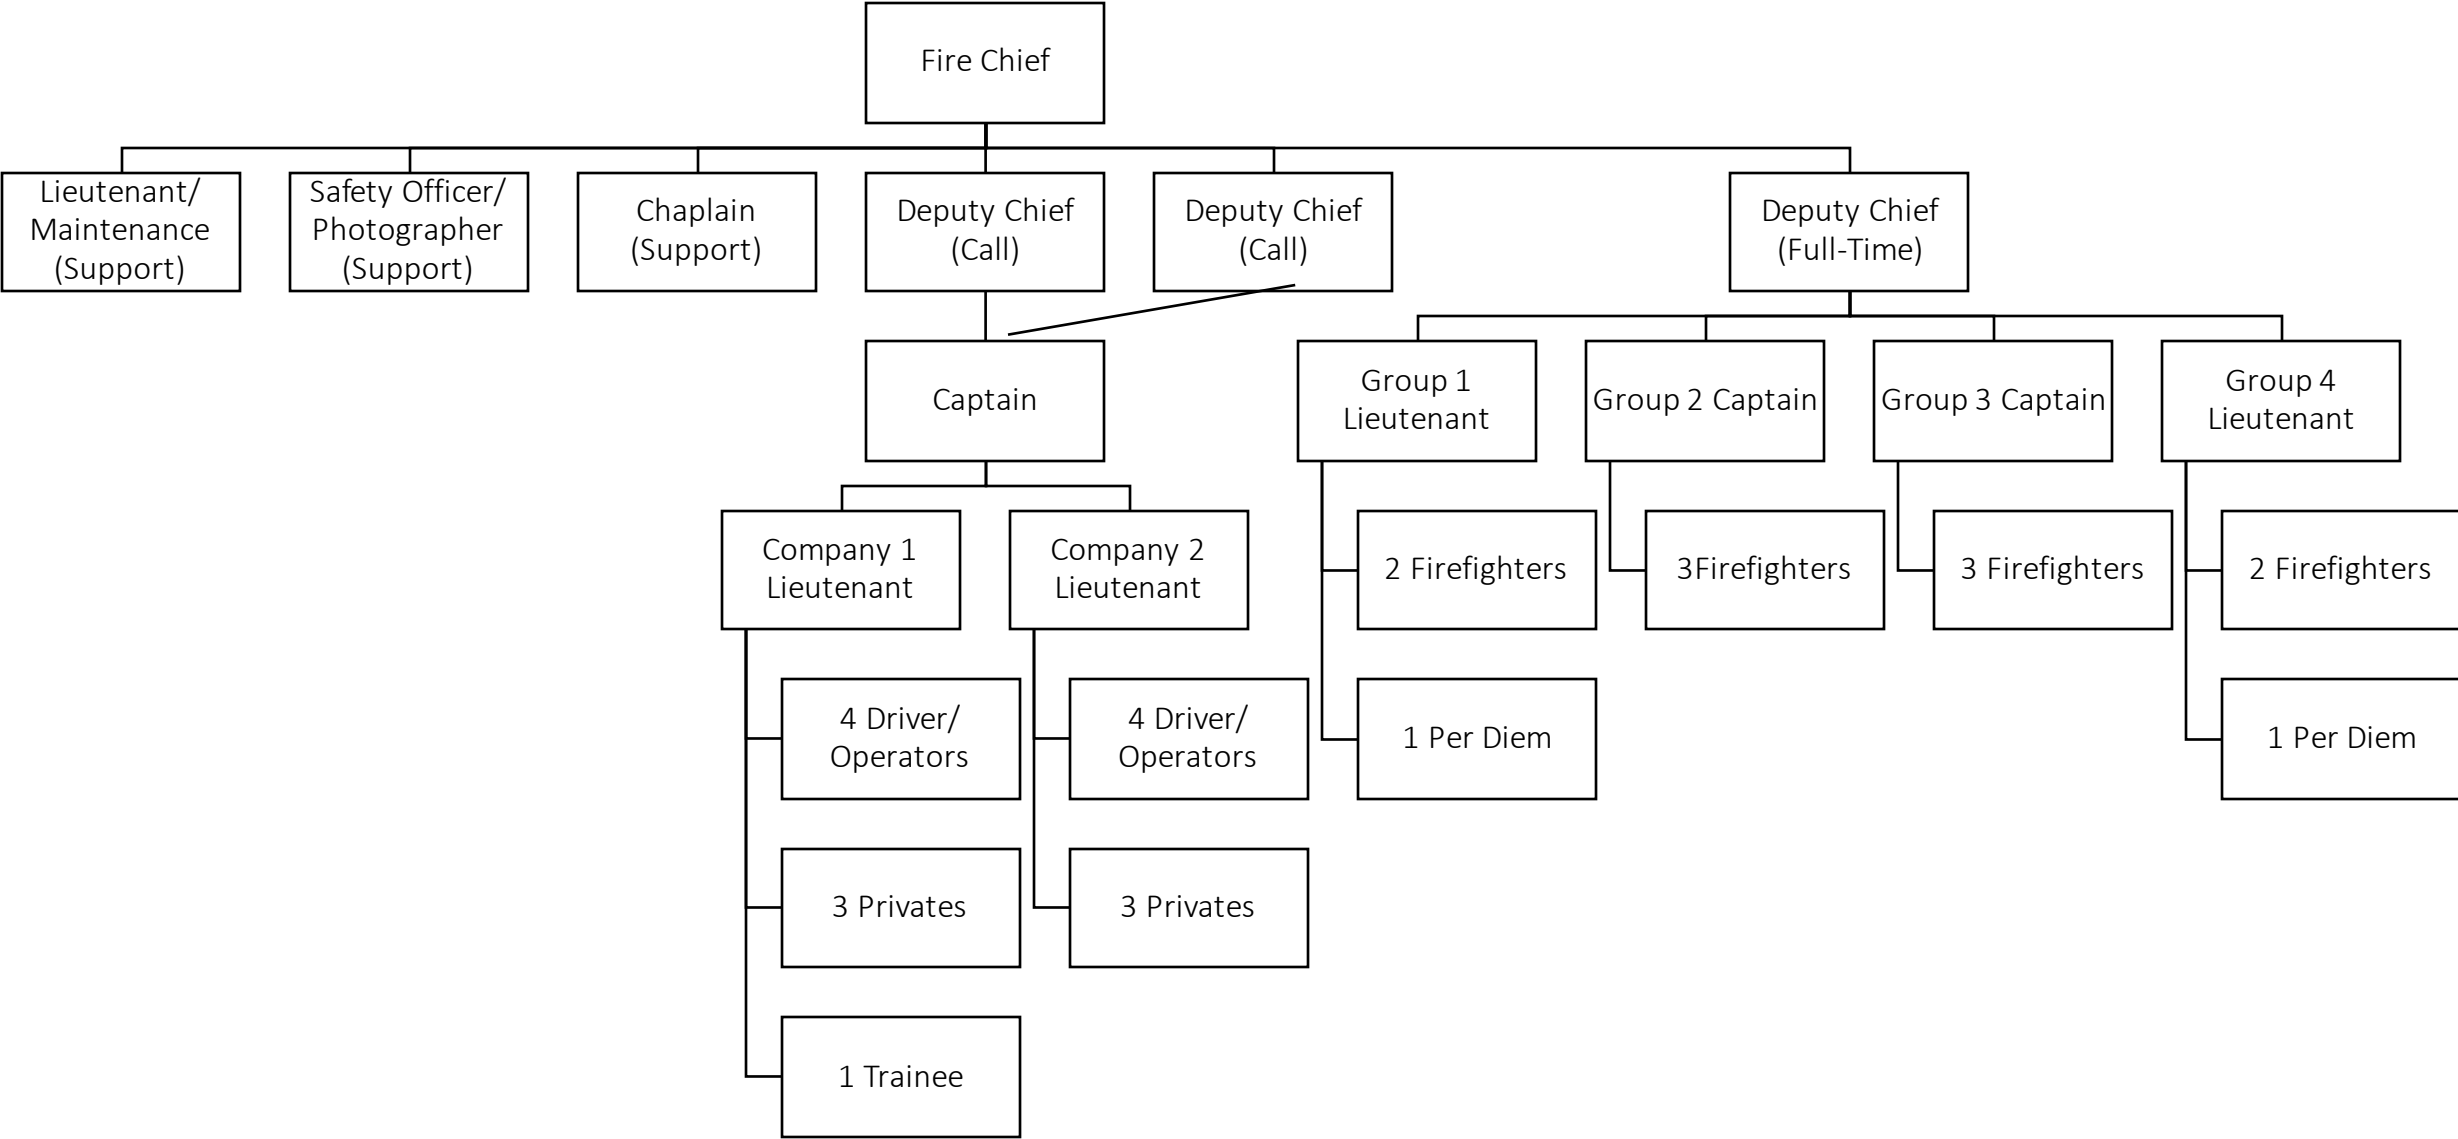 Fire Chief
Lieutenant/
Maintenance
(Support)
Safety Officer/
Photographer
(Support)
Chaplain
(Support)
Deputy Chief
(Call)
Deputy Chief
(Call)
Deputy Chief
(Full-Time)
Captain
Group 1
Lieutenant
Group 2 Captain
Group 3 Captain
Group 4
Lieutenant
Company 1
Lieutenant
Company 2
Lieutenant
2 Firefighters
3Firefighters
3 Firefighters
2 Firefighters
4 Driver/
Operators
4 Driver/
Operators
1 Per Diem
1 Per Diem
3 Privates
3 Privates
1 Trainee